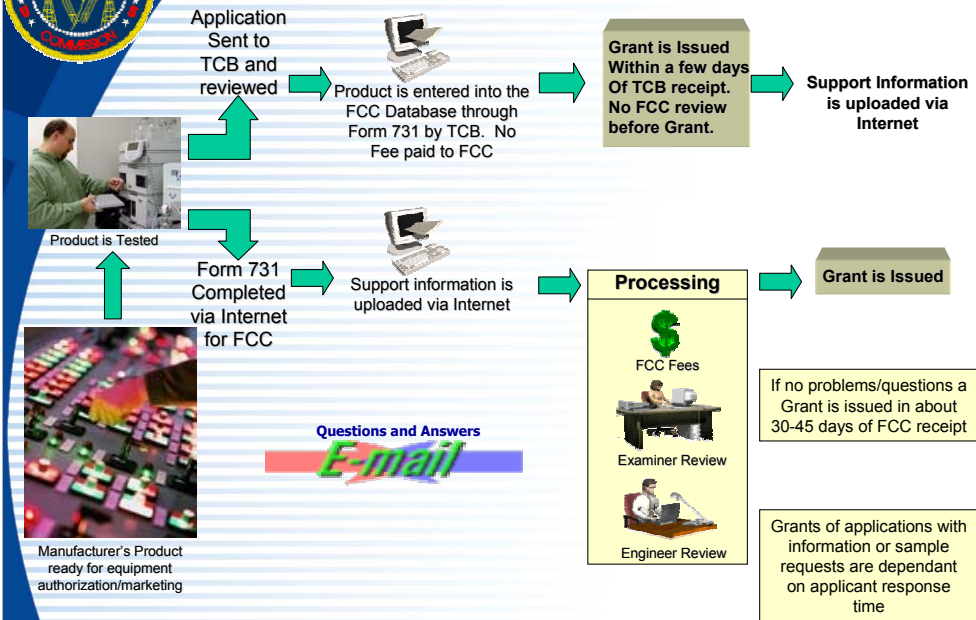 COMMISSION
Application
Sent to
TCB and
reviewed
Product is entered into the
FCC Database through
Form 731 by TCB. No
Fee paid to FCC
Grant is Issued
Within a few days
Of TCB receipt.
No FCC review
before Grant.
Support Information
is uploaded via
Internet
Product is Tested
Form 731
Completed
via Internet
for FCC
Support information is
uploaded via Internet
Processing
$
FCC Fees
Examiner Review
Engineer Review
Grant is Issued
If no problems/questions a
Grant is issued in about
30-45 days of FCC receipt
Grants of applications with
information or sample
requests are dependant
on applicant response
time
Questions and Answers
E-mail
Manufacturer's Product
ready for equipment
authorization/marketing